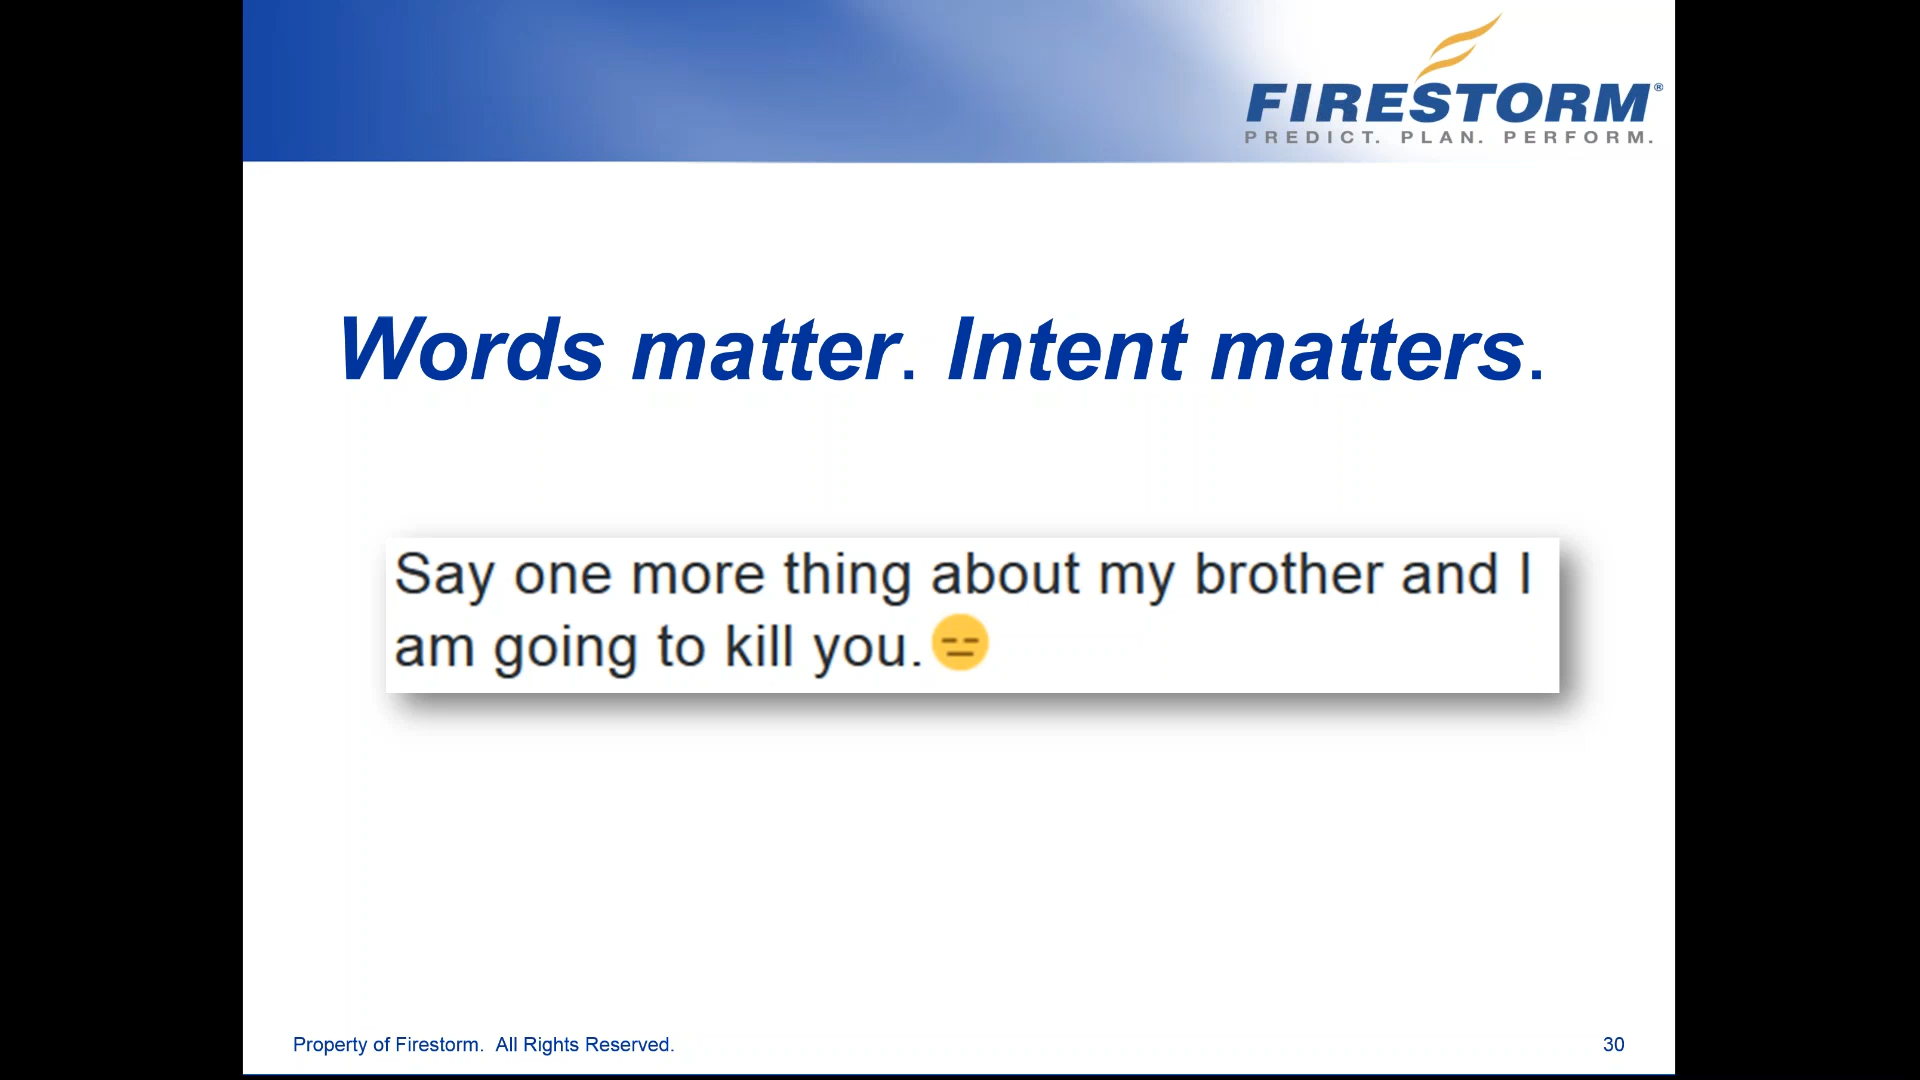 FIRESTORM®
PREDICT. PLAN. PERFORM.
Words matter. Intent matters.
Say one more thing about my brother and I
am going to kill you.😑
Property of Firestorm. All Rights Reserved.
30